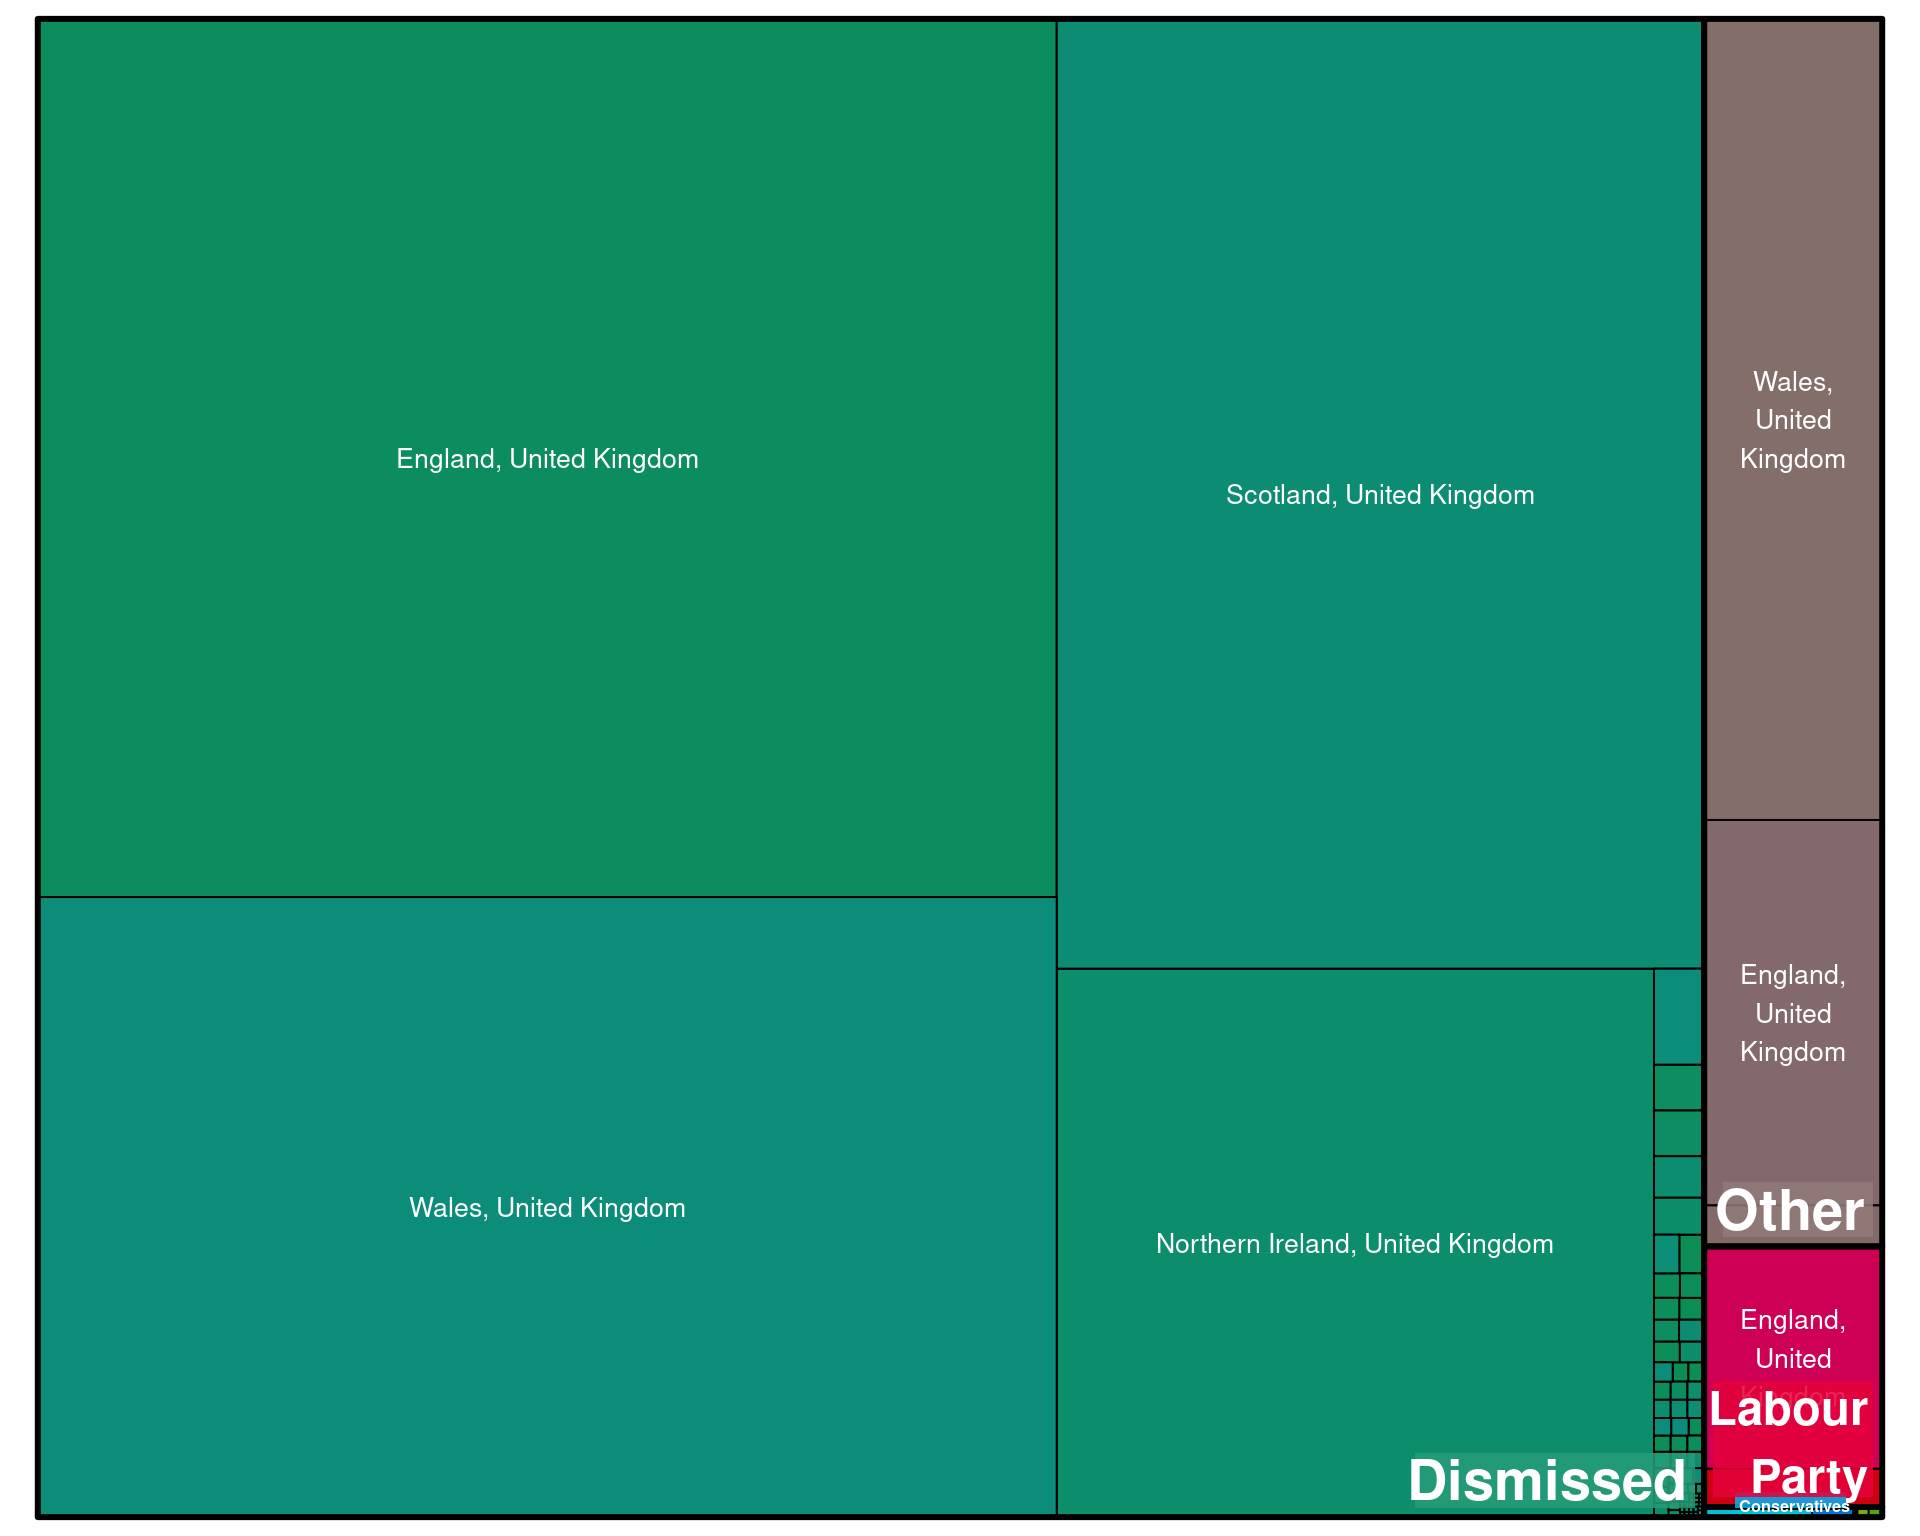 England, United Kingdom
Scotland, United Kingdom
Wales,
United
Kingdom
Wales, United Kingdom
Northern Ireland, United Kingdom
Dismissed
England,
United
Kingdom
Other
England,
United
Kingdom
Labour
Party
Conservatives